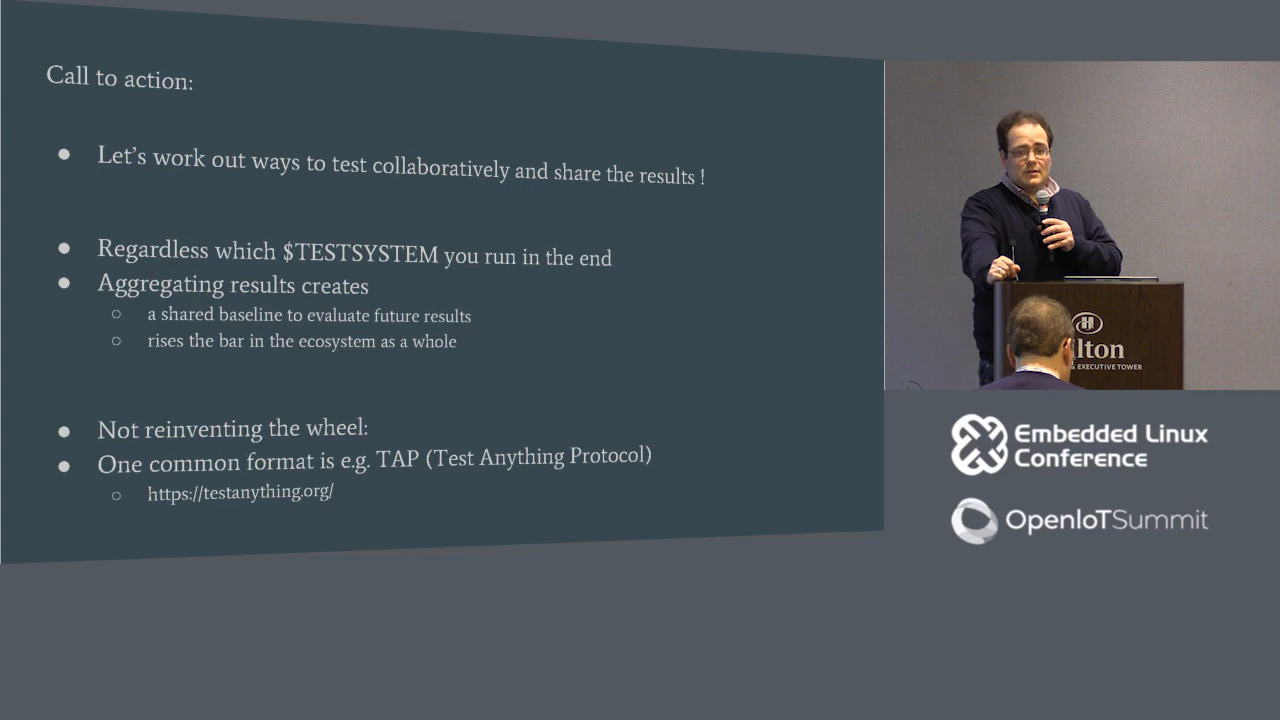 Call to action:
Let's work out ways to test collaboratively and share the results !
Regardless which $TESTSYSTEM you run in the end
Aggregating results creates
a shared baseline to evaluate future results
rises the bar in the ecosystem as a whole
Not reinventing the wheel:
One common format is e.g. TAP (Test Anything Protocol)
https://testanything.org/
H
lton
& EXECUTIVE TOWER
Embedded Linux
Conference
OpenIoTSummit